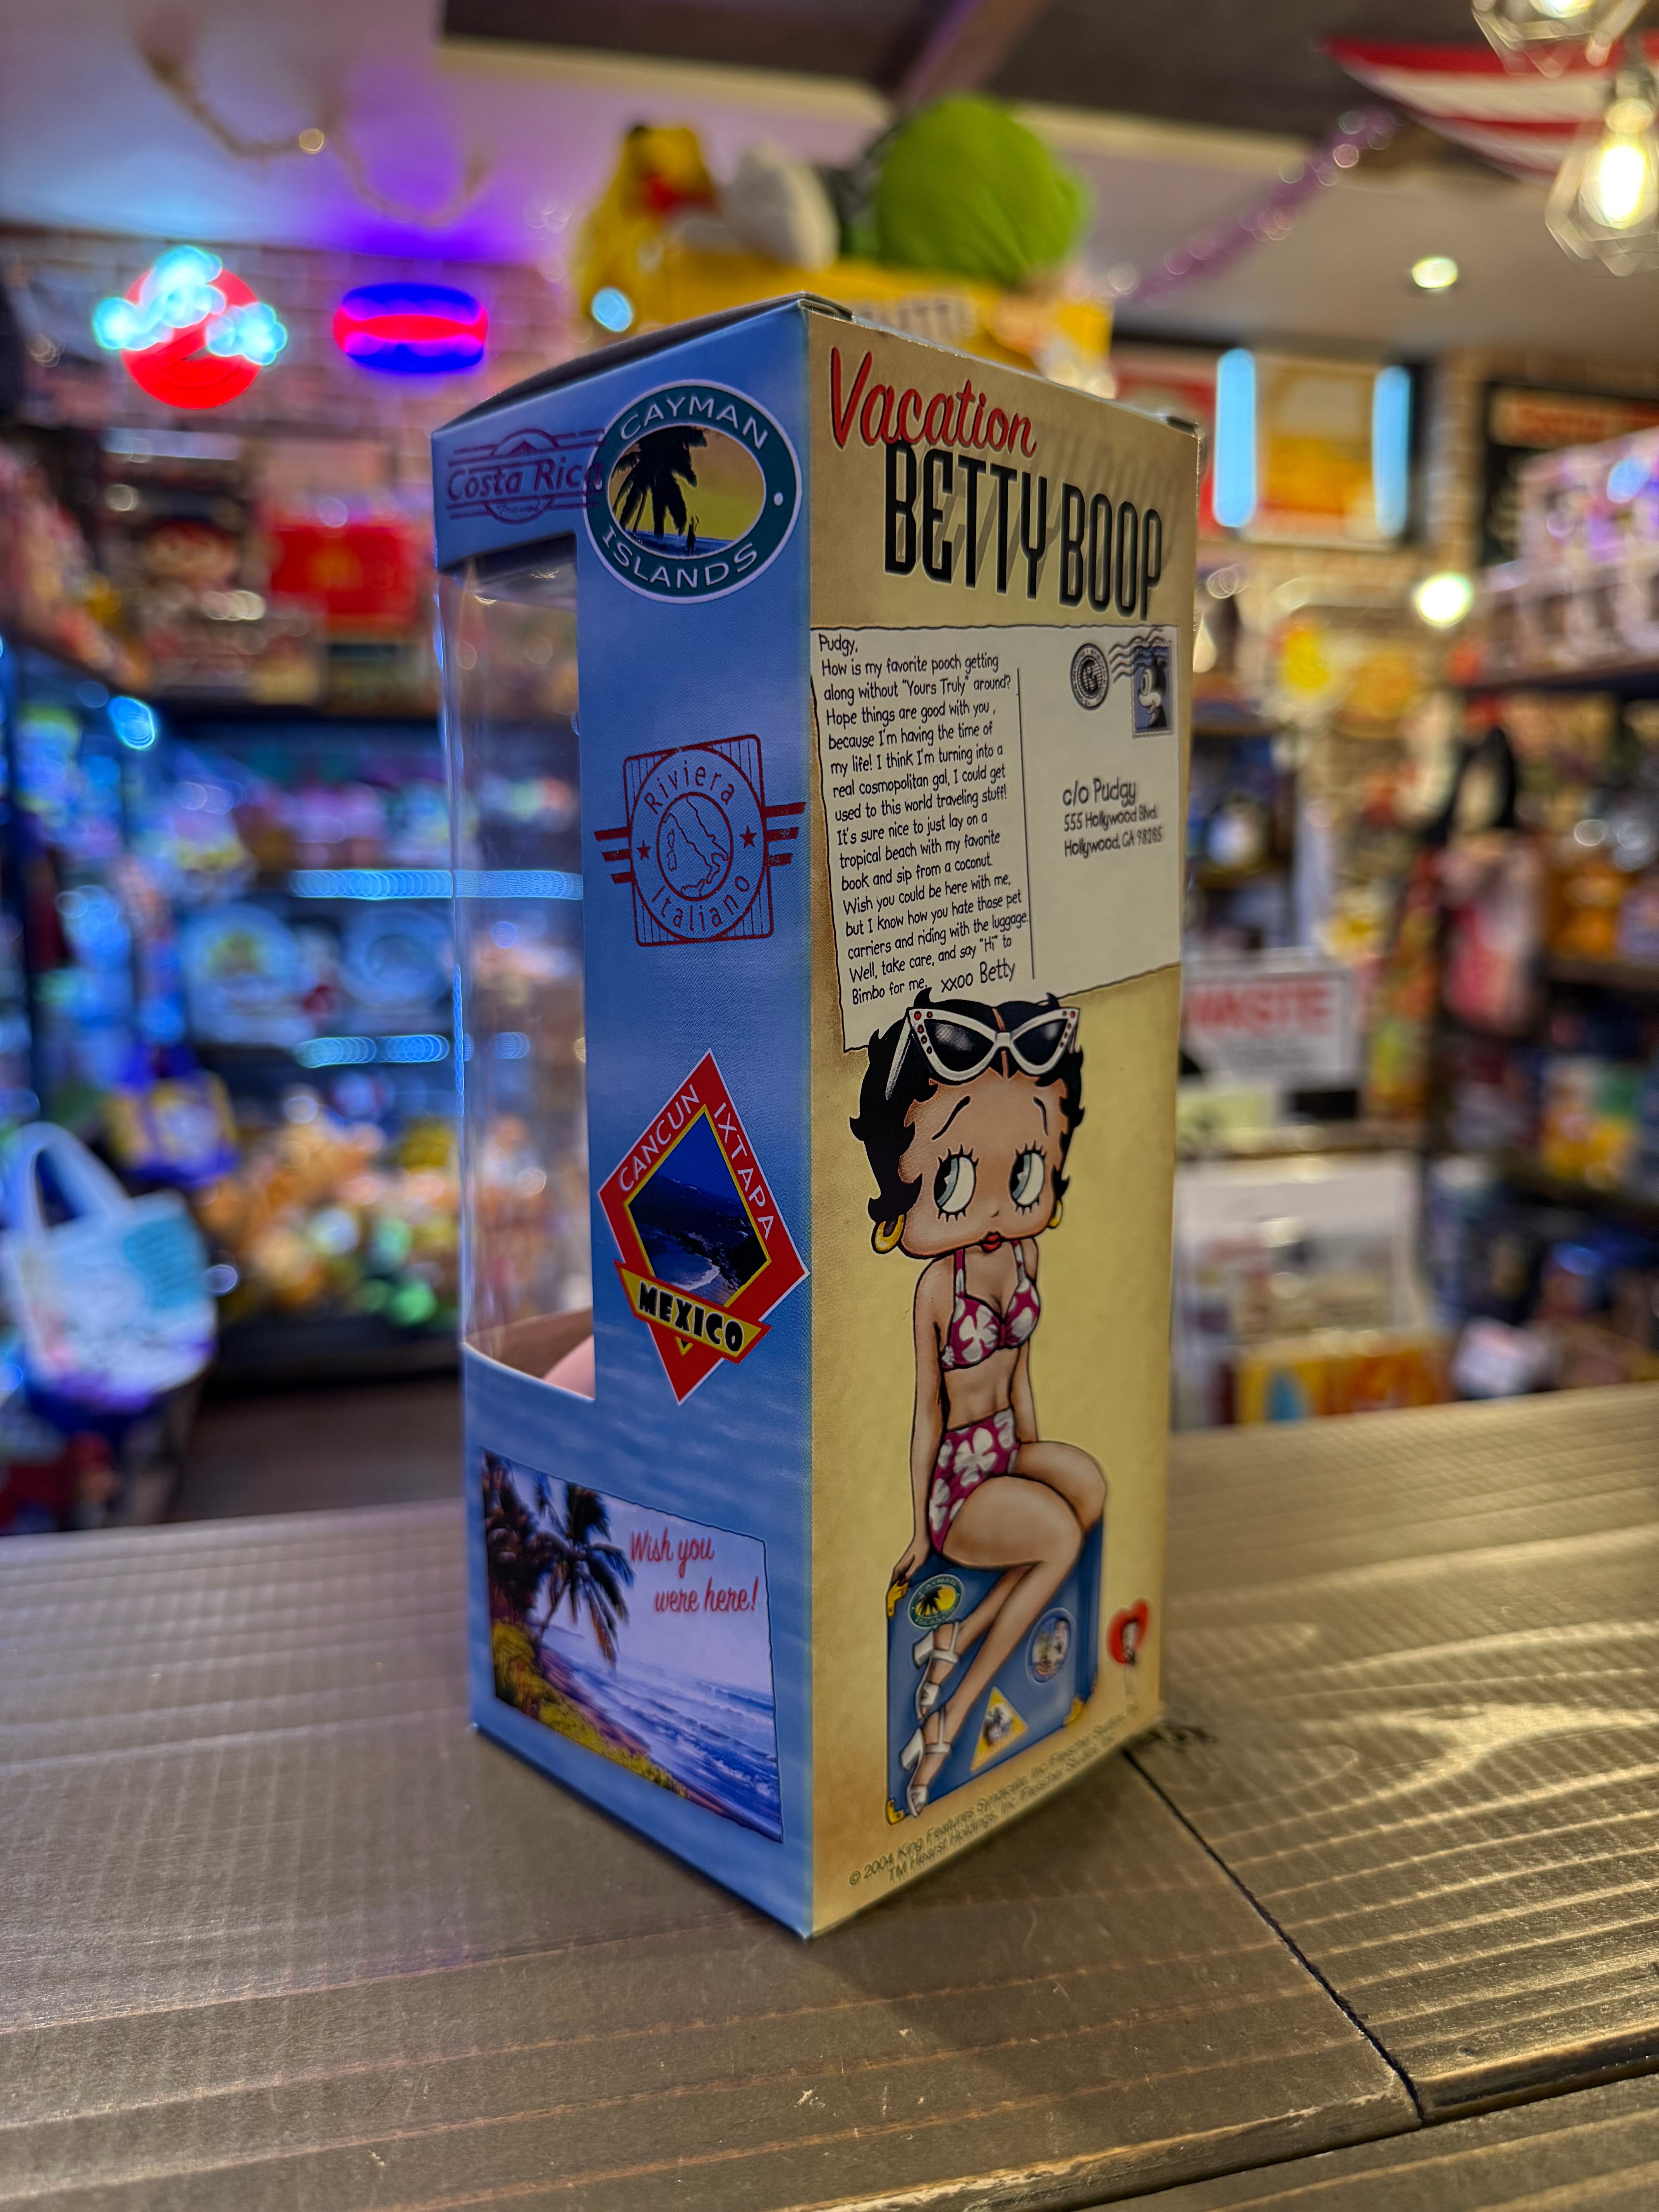 Costa Rica
Travel
CAYMAN
ISLANDS
Riviera
Italiano
CANCUN IXTAPA
MEXICO
Wish you
were here!
Vacation
BETTY BOOP
Pudgy,
How is my favorite pooch getting
along without "Yours Truly" around?
Hope things are good with you,
because I'm having the time of
my life! I think I'm turning into a
real cosmopolitan gal, I could get
used to this world traveling stuff!
It's sure nice to just lay on a
tropical beach with my favorite
book and sip from a coconut.
Wish you could be here with me,
but I know how you hate those pet
carriers and riding with the luggage.
Well, take care, and say "Hi" to
Bimbo for me. xxoo Betty
c/o Pudgy
555 Hollywood Blvd.
Hollywood, CA 98265
CAYMAN
ISLANDS
© 2004 King Features Syndicate, Inc./Fleischer Studios, Inc.
TM Hearst Holdings, Inc./Fleischer Studios, Inc.
WASTE